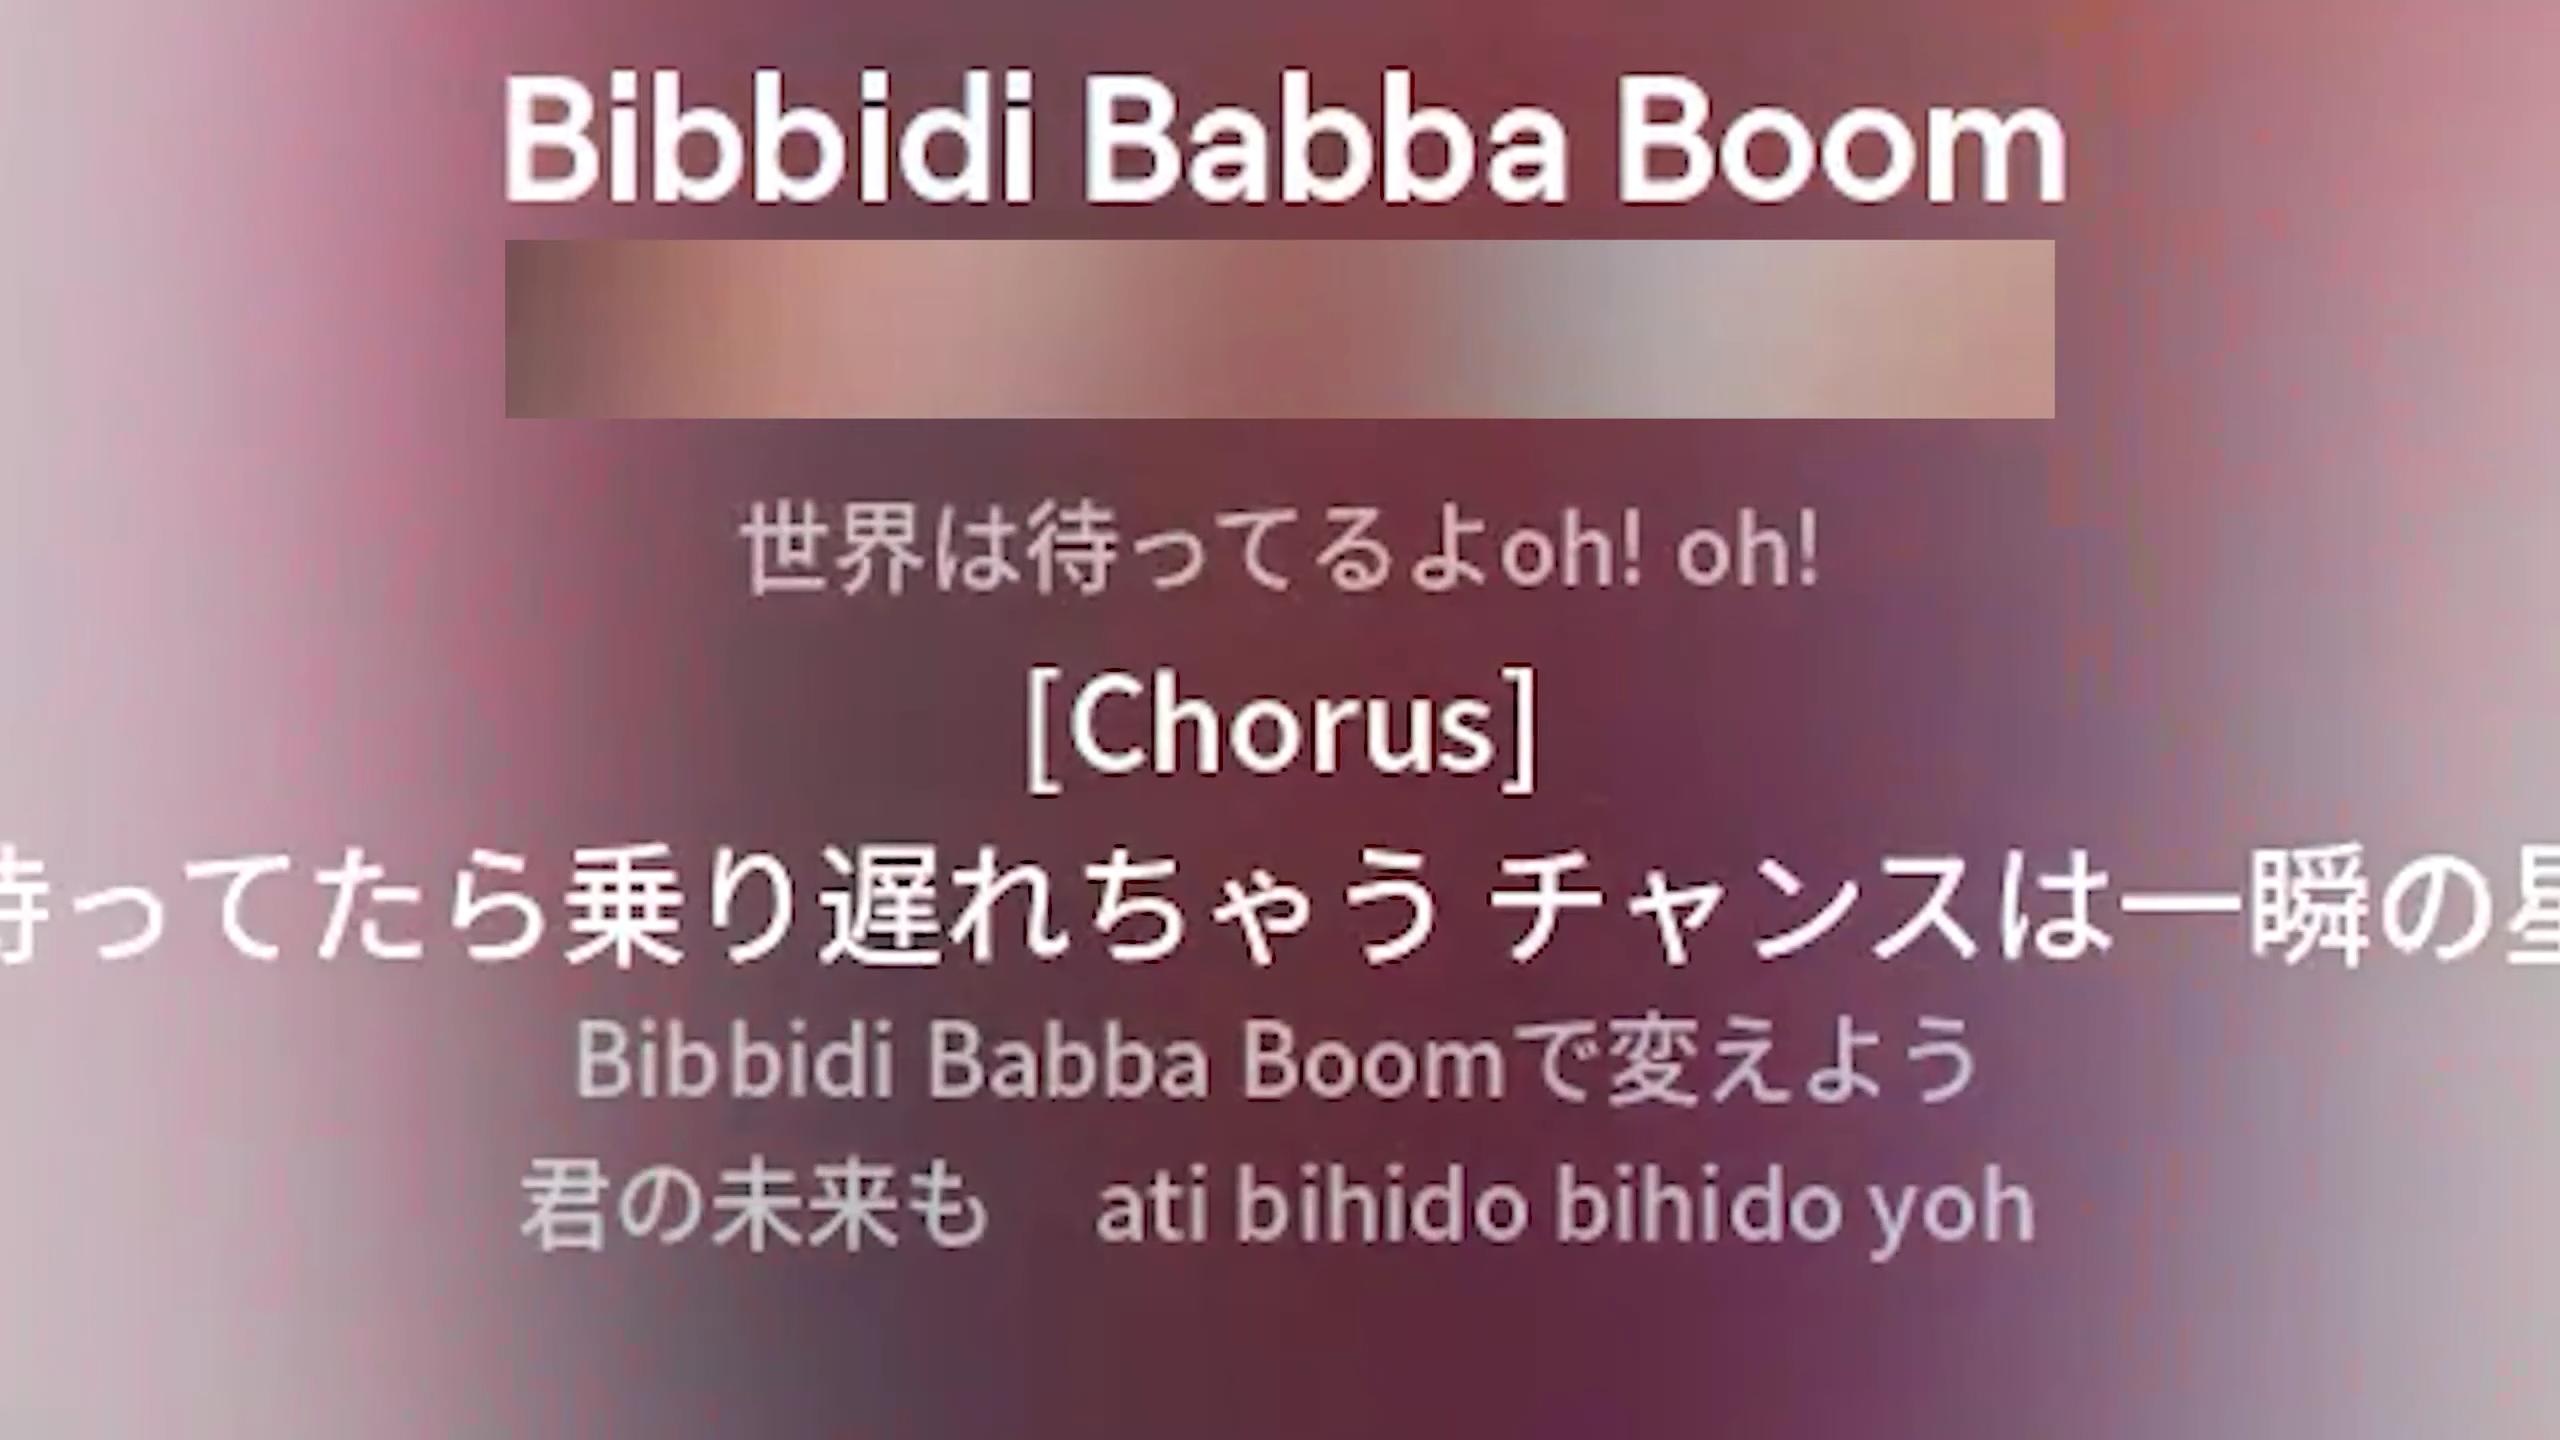 Bibbidi Babba Boom
世界は待ってるよoh! oh!
[Chorus]
待ってたら乗り遅れちゃう チャンスは一瞬の星
Bibbidi Babba Boomで変えよう
君の未来も　ati bihido bihido yoh